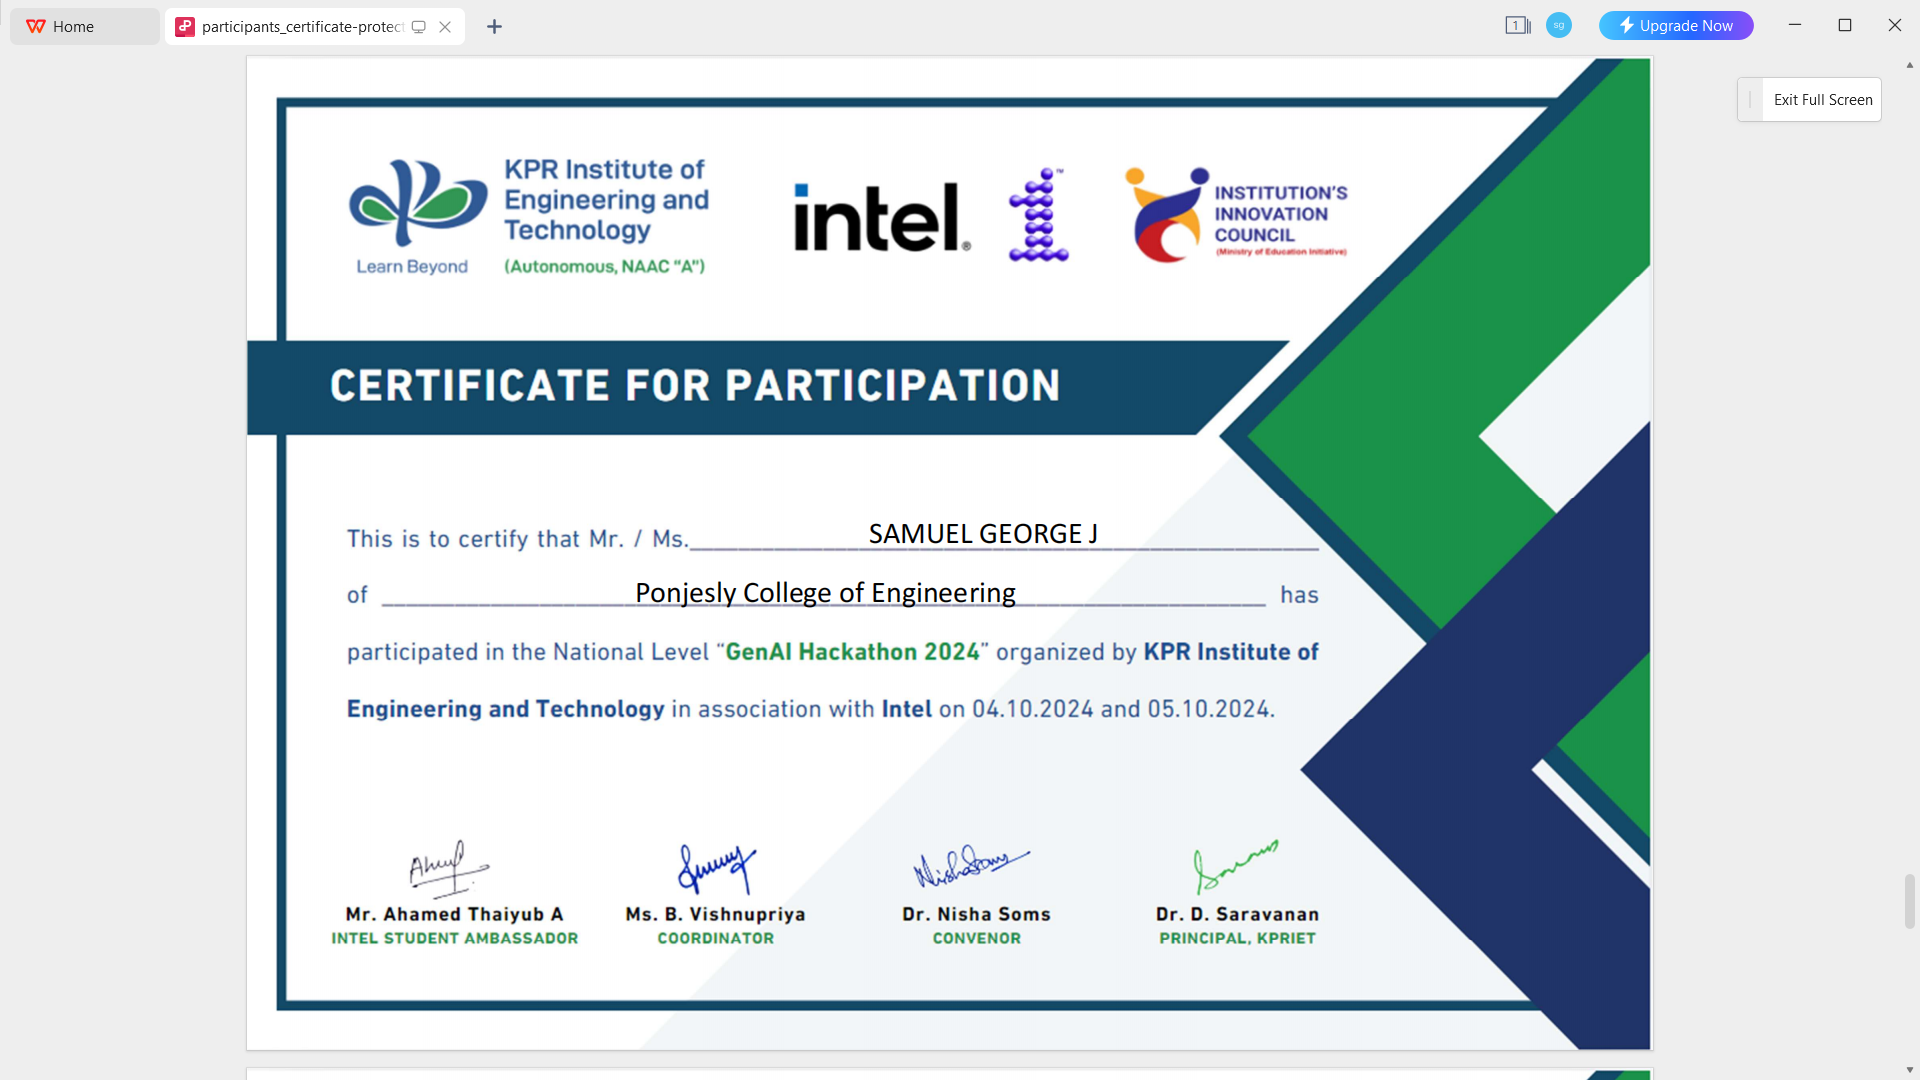 Home
participants_certificate-protect
1
sg
Upgrade Now
Exit Full Screen
KPR Institute of
Engineering and
Technology
Learn Beyond
(Autonomous, NAAC “A”)
intel®
™
INSTITUTION'S
INNOVATION
COUNCIL
(Ministry of Education Initiative)
CERTIFICATE FOR PARTICIPATION
This is to certify that Mr. / Ms. SAMUEL GEORGE J
of Ponjesly College of Engineering has
participated in the National Level “GenAI Hackathon 2024” organized by KPR Institute of
Engineering and Technology in association with Intel on 04.10.2024 and 05.10.2024.
Mr. Ahamed Thaiyub A
INTEL STUDENT AMBASSADOR
Ms. B. Vishnupriya
COORDINATOR
Dr. Nisha Soms
CONVENOR
Dr. D. Saravanan
PRINCIPAL, KPRIET